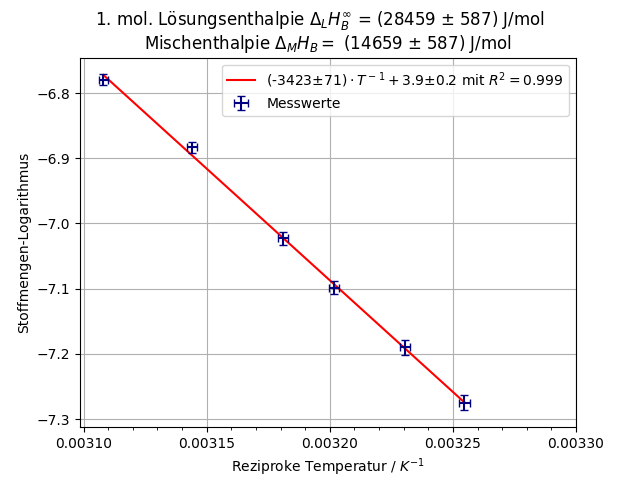 1. mol. Lösungsenthalpie Δ_L H_B^∞ = (28459 ± 587) J/mol
Mischenthalpie Δ_M H_B = (14659 ± 587) J/mol
(-3423±71) · T⁻¹ + 3.9±0.2 mit R² = 0.999
Messwerte
Stoffmengen-Logarithmus
−6.8
−6.9
−7.0
−7.1
−7.2
−7.3
0.00310
0.00315
0.00320
0.00325
0.00330
Reziproke Temperatur / K⁻¹